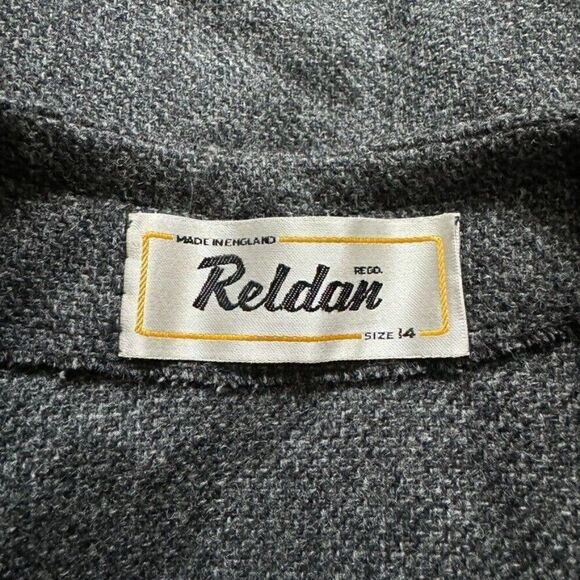 MADE IN ENGLAND
Reldan REGD.
SIZE 14